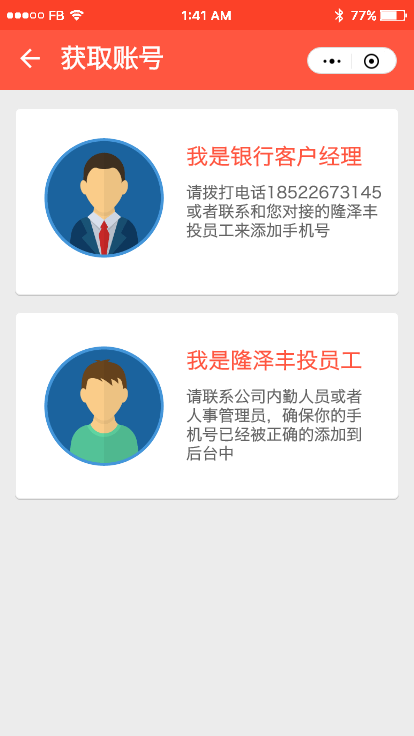 FB 1:41 AM 77%
获取账号
我是银行客户经理
请拨打电话18522673145
或者联系和您对接的隆泽丰
投员工来添加手机号
我是隆泽丰投员工
请联系公司内勤人员或者
人事管理员，确保你的手
机号已经被正确的添加到
后台中